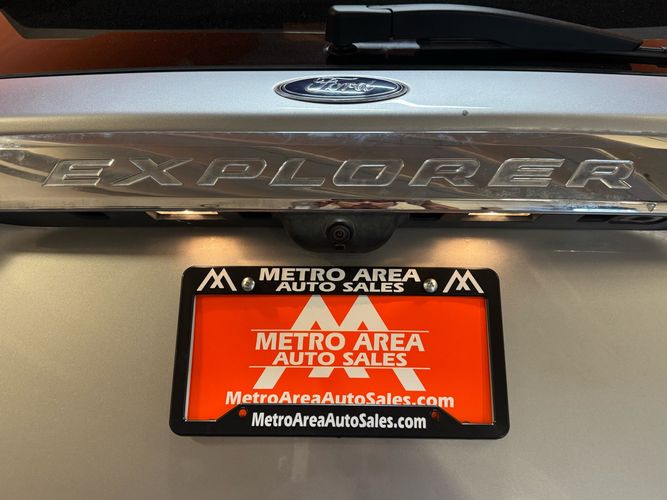 Ford
EXPLORER
METRO AREA
AUTO SALES
METRO AREA
AUTO SALES
MetroAreaAutoSales.com
MetroAreaAutoSales.com